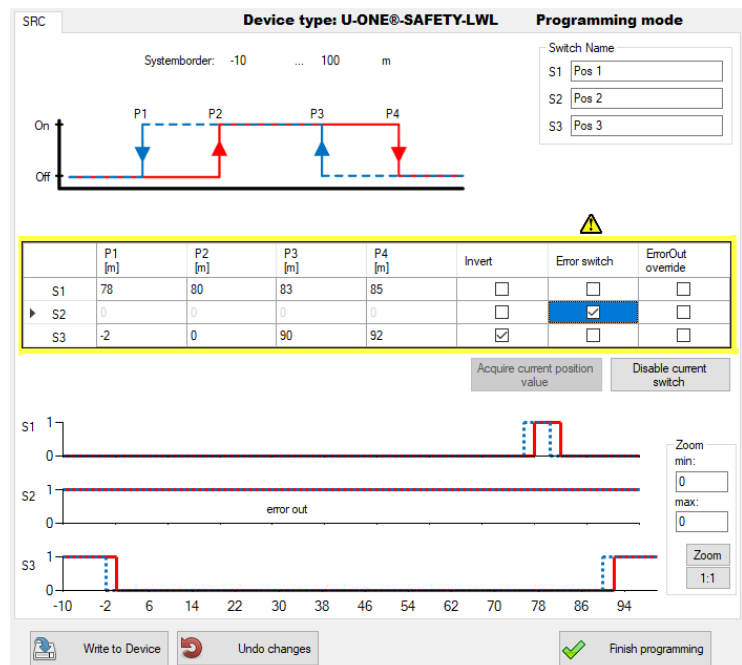 SRC Device type: U-ONE®-SAFETY-LWL Programming mode
Systemborder: -10 ... 100 m
Switch Name
S1 Pos 1
S2 Pos 2
S3 Pos 3
P1 P2 P3 P4
On
Off
P1 [m] P2 [m] P3 [m] P4 [m] Invert Error switch ErrorOut override
S1 78 80 83 85
S2 0 0 0 0
S3 -2 0 90 92
Acquire current position value
Disable current switch
S1 1
0
S2 1
error out
0
S3 1
0
-10 -2 6 14 22 30 38 46 54 62 70 78 86 94
Zoom
min:
0
max:
0
Zoom
1:1
Write to Device Undo changes Finish programming